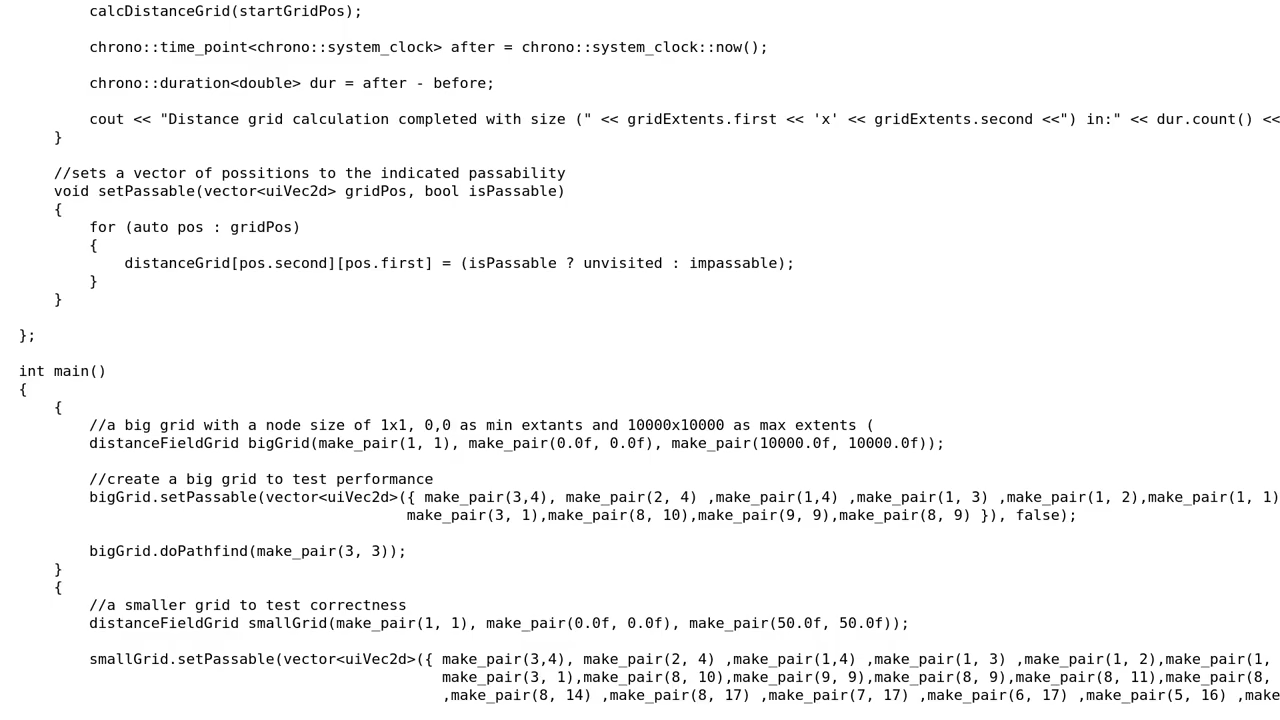 calcDistanceGrid(startGridPos);
chrono::time_point<chrono::system_clock> after = chrono::system_clock::now();
chrono::duration<double> dur = after - before;
cout << "Distance grid calculation completed with size (" << gridExtents.first << 'x' << gridExtents.second <<") in:" << dur.count() <<
}
//sets a vector of possitions to the indicated passability
void setPassable(vector<uiVec2d> gridPos, bool isPassable)
{
for (auto pos : gridPos)
{
distanceGrid[pos.second][pos.first] = (isPassable ? unvisited : impassable);
}
}
};
int main()
{
{
//a big grid with a node size of 1x1, 0,0 as min extants and 10000x10000 as max extents (
distanceFieldGrid bigGrid(make_pair(1, 1), make_pair(0.0f, 0.0f), make_pair(10000.0f, 10000.0f));
//create a big grid to test performance
bigGrid.setPassable(vector<uiVec2d>({ make_pair(3,4), make_pair(2, 4) ,make_pair(1,4) ,make_pair(1, 3) ,make_pair(1, 2),make_pair(1, 1)
make_pair(3, 1),make_pair(8, 10),make_pair(9, 9),make_pair(8, 9) }), false);
bigGrid.doPathfind(make_pair(3, 3));
}
{
//a smaller grid to test correctness
distanceFieldGrid smallGrid(make_pair(1, 1), make_pair(0.0f, 0.0f), make_pair(50.0f, 50.0f));
smallGrid.setPassable(vector<uiVec2d>({ make_pair(3,4), make_pair(2, 4) ,make_pair(1,4) ,make_pair(1, 3) ,make_pair(1, 2),make_pair(1,
make_pair(3, 1),make_pair(8, 10),make_pair(9, 9),make_pair(8, 9),make_pair(8, 11),make_pair(8,
,make_pair(8, 14) ,make_pair(8, 17) ,make_pair(7, 17) ,make_pair(6, 17) ,make_pair(5, 16) ,make